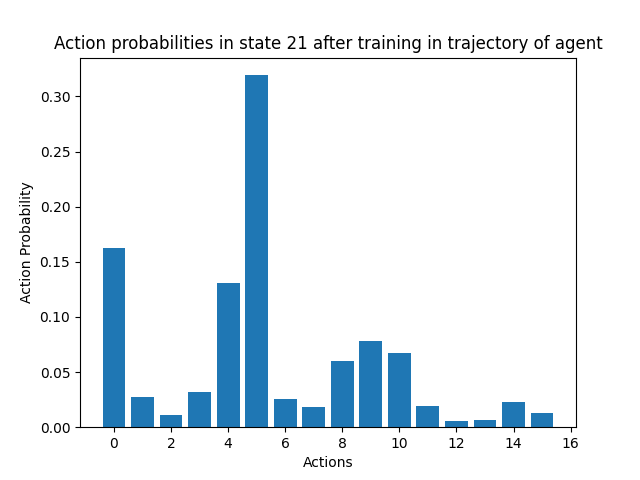 Action probabilities in state 21 after training in trajectory of agent
0.30
0.25
0.20
0.15
0.10
0.05
0.00
Action Probability
0 2 4 6 8 10 12 14 16
Actions